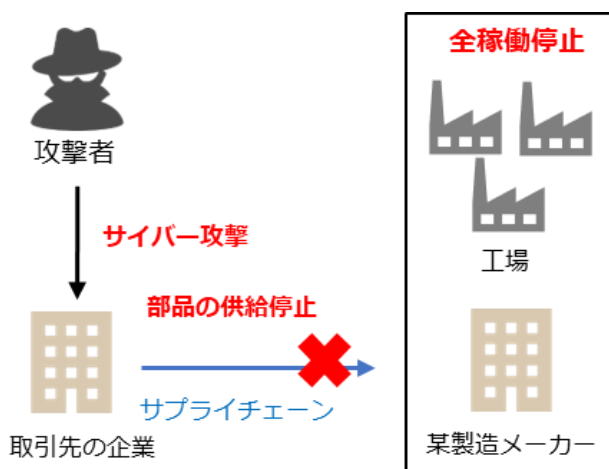 全稼働停止
攻撃者
サイバー攻撃
工場
部品の供給停止
サプライチェーン
取引先の企業
某製造メーカー